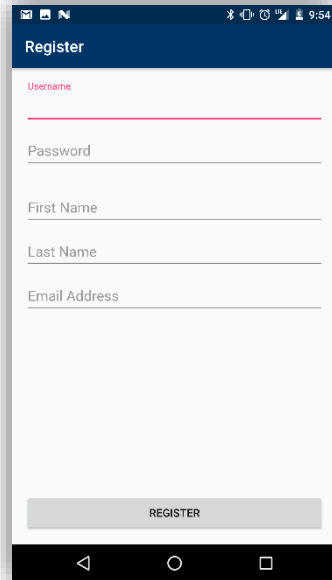 9:54
Register
Username
Password
First Name
Last Name
Email Address
REGISTER